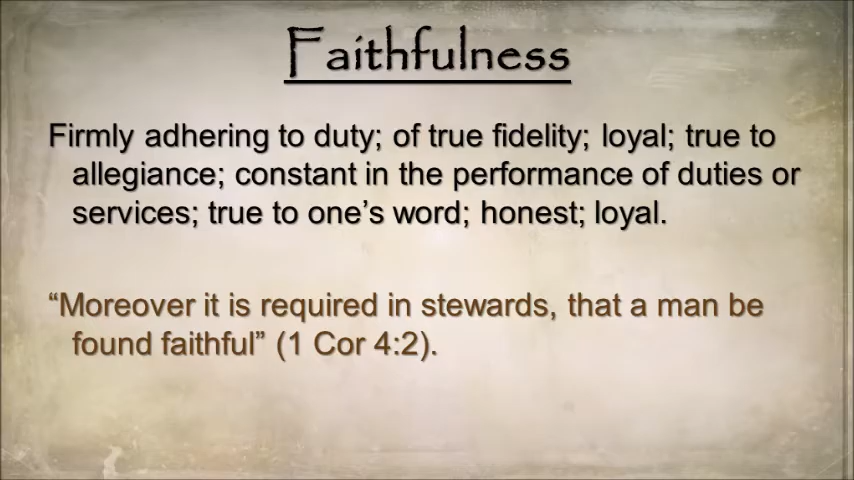 Faithfulness
Firmly adhering to duty; of true fidelity; loyal; true to
allegiance; constant in the performance of duties or
services; true to one’s word; honest; loyal.
“Moreover it is required in stewards, that a man be
found faithful” (1 Cor 4:2).